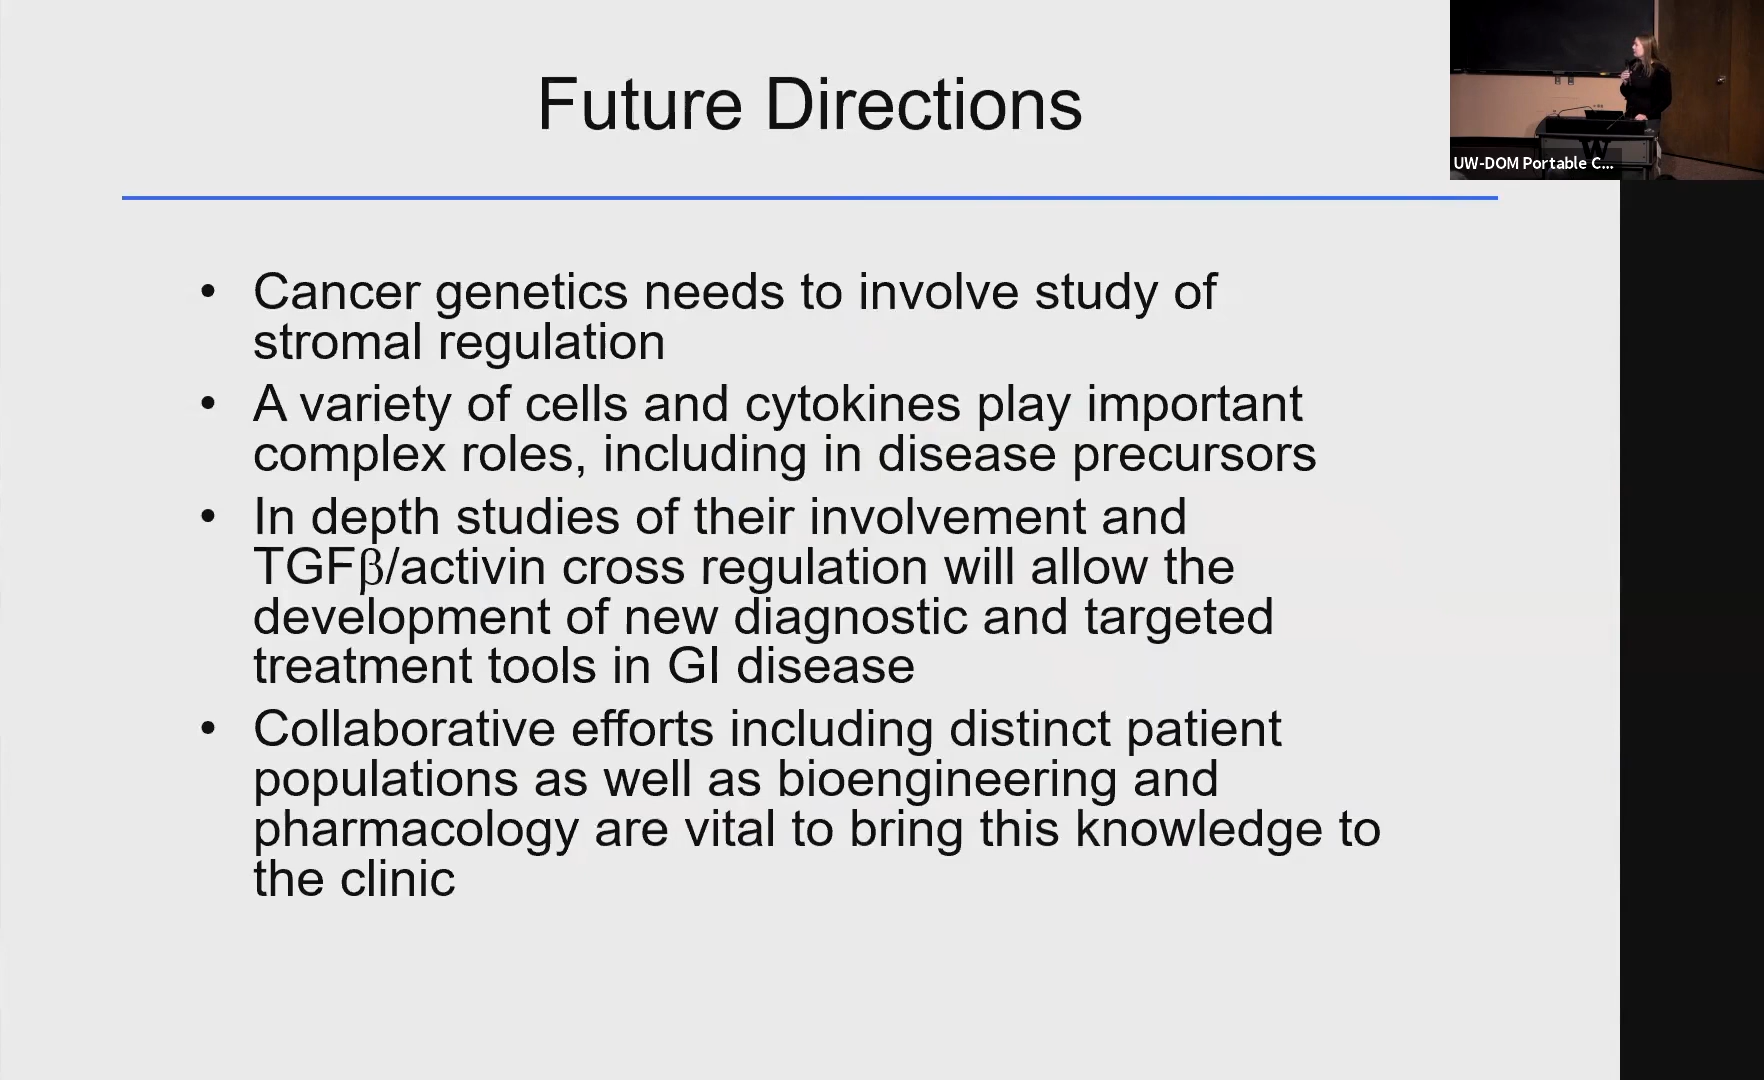 Future Directions
UW-DOM Portable C...
• Cancer genetics needs to involve study of
stromal regulation
• A variety of cells and cytokines play important
complex roles, including in disease precursors
• In depth studies of their involvement and
TGFβ/activin cross regulation will allow the
development of new diagnostic and targeted
treatment tools in GI disease
• Collaborative efforts including distinct patient
populations as well as bioengineering and
pharmacology are vital to bring this knowledge to
the clinic
W